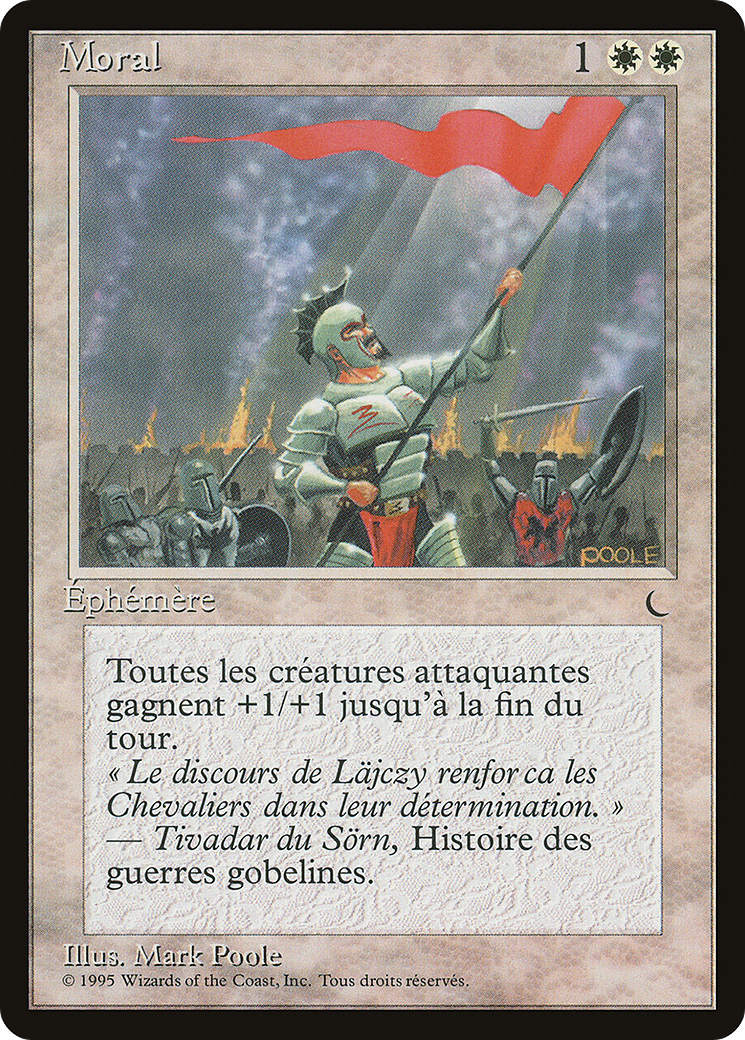 Moral 1
POOLE
Éphémère
Toutes les créatures attaquantes
gagnent +1/+1 jusqu'à la fin du
tour.
« Le discours de Läjczy renfor ca les
Chevaliers dans leur détermination. »
— Tivadar du Sörn, Histoire des
guerres gobelines.
Illus. Mark Poole
© 1995 Wizards of the Coast, Inc. Tous droits réservés.